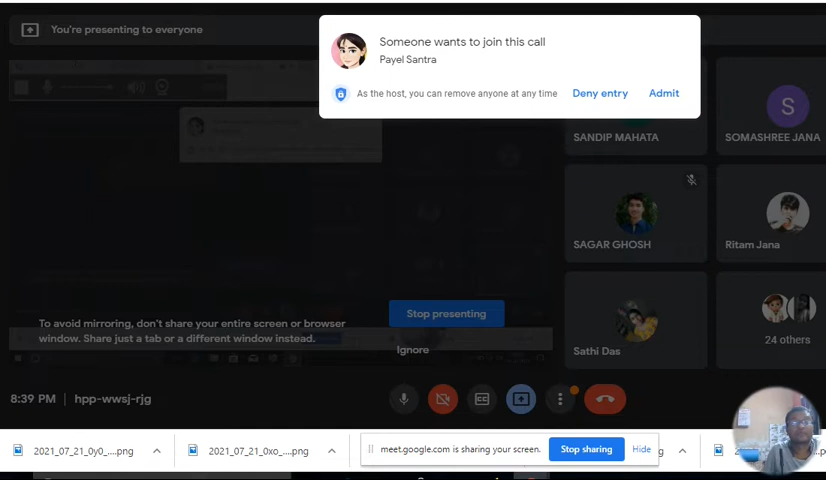 You're presenting to everyone
Someone wants to join this call
Payel Santra
As the host, you can remove anyone at any time
Deny entry
Admit
SANDIP MAHATA
S
SOMASHREE JANA
SAGAR GHOSH
Ritam Jana
To avoid mirroring, don't share your entire screen or browser
window. Share just a tab or a different window instead.
Stop presenting
Ignore
Sathi Das
24 others
8:39 PM | hpp-wwsj-rjg
CC
2021_07_21_0y0_....png
2021_07_21_0xo_....png
meet.google.com is sharing your screen.
Stop sharing
Hide